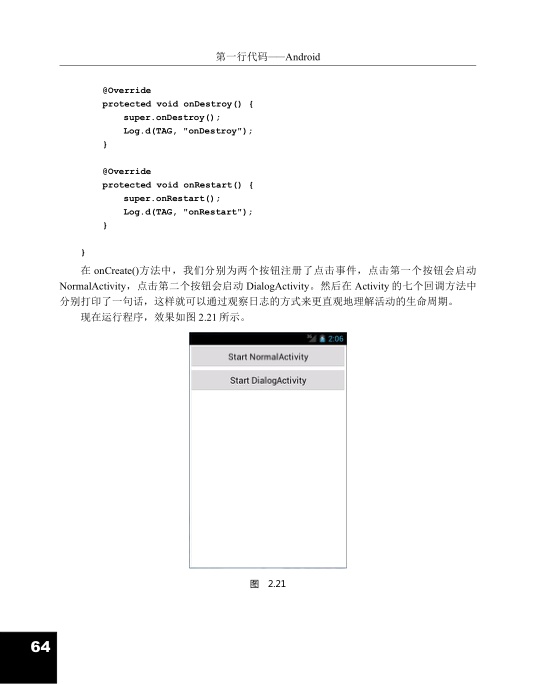 第一行代码——Android
@Override
protected void onDestroy() {
super.onDestroy();
Log.d(TAG, "onDestroy");
}
@Override
protected void onRestart() {
super.onRestart();
Log.d(TAG, "onRestart");
}
}
在 onCreate()方法中，我们分别为两个按钮注册了点击事件，点击第一个按钮会启动
NormalActivity，点击第二个按钮会启动 DialogActivity。然后在 Activity 的七个回调方法中
分别打印了一句话，这样就可以通过观察日志的方式来更直观地理解活动的生命周期。
现在运行程序，效果如图 2.21 所示。
3G 2:06
Start NormalActivity
Start DialogActivity
图 2.21
64